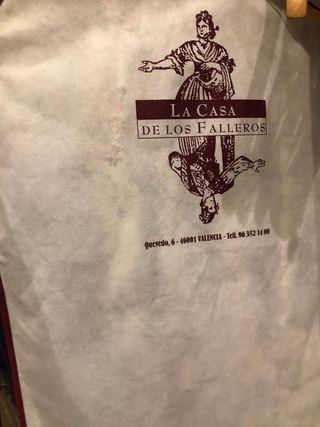 LA CASA
DE LOS FALLEROS
Quevedo, 6 - 46001 VALENCIA - Telf. 96 352 14 00